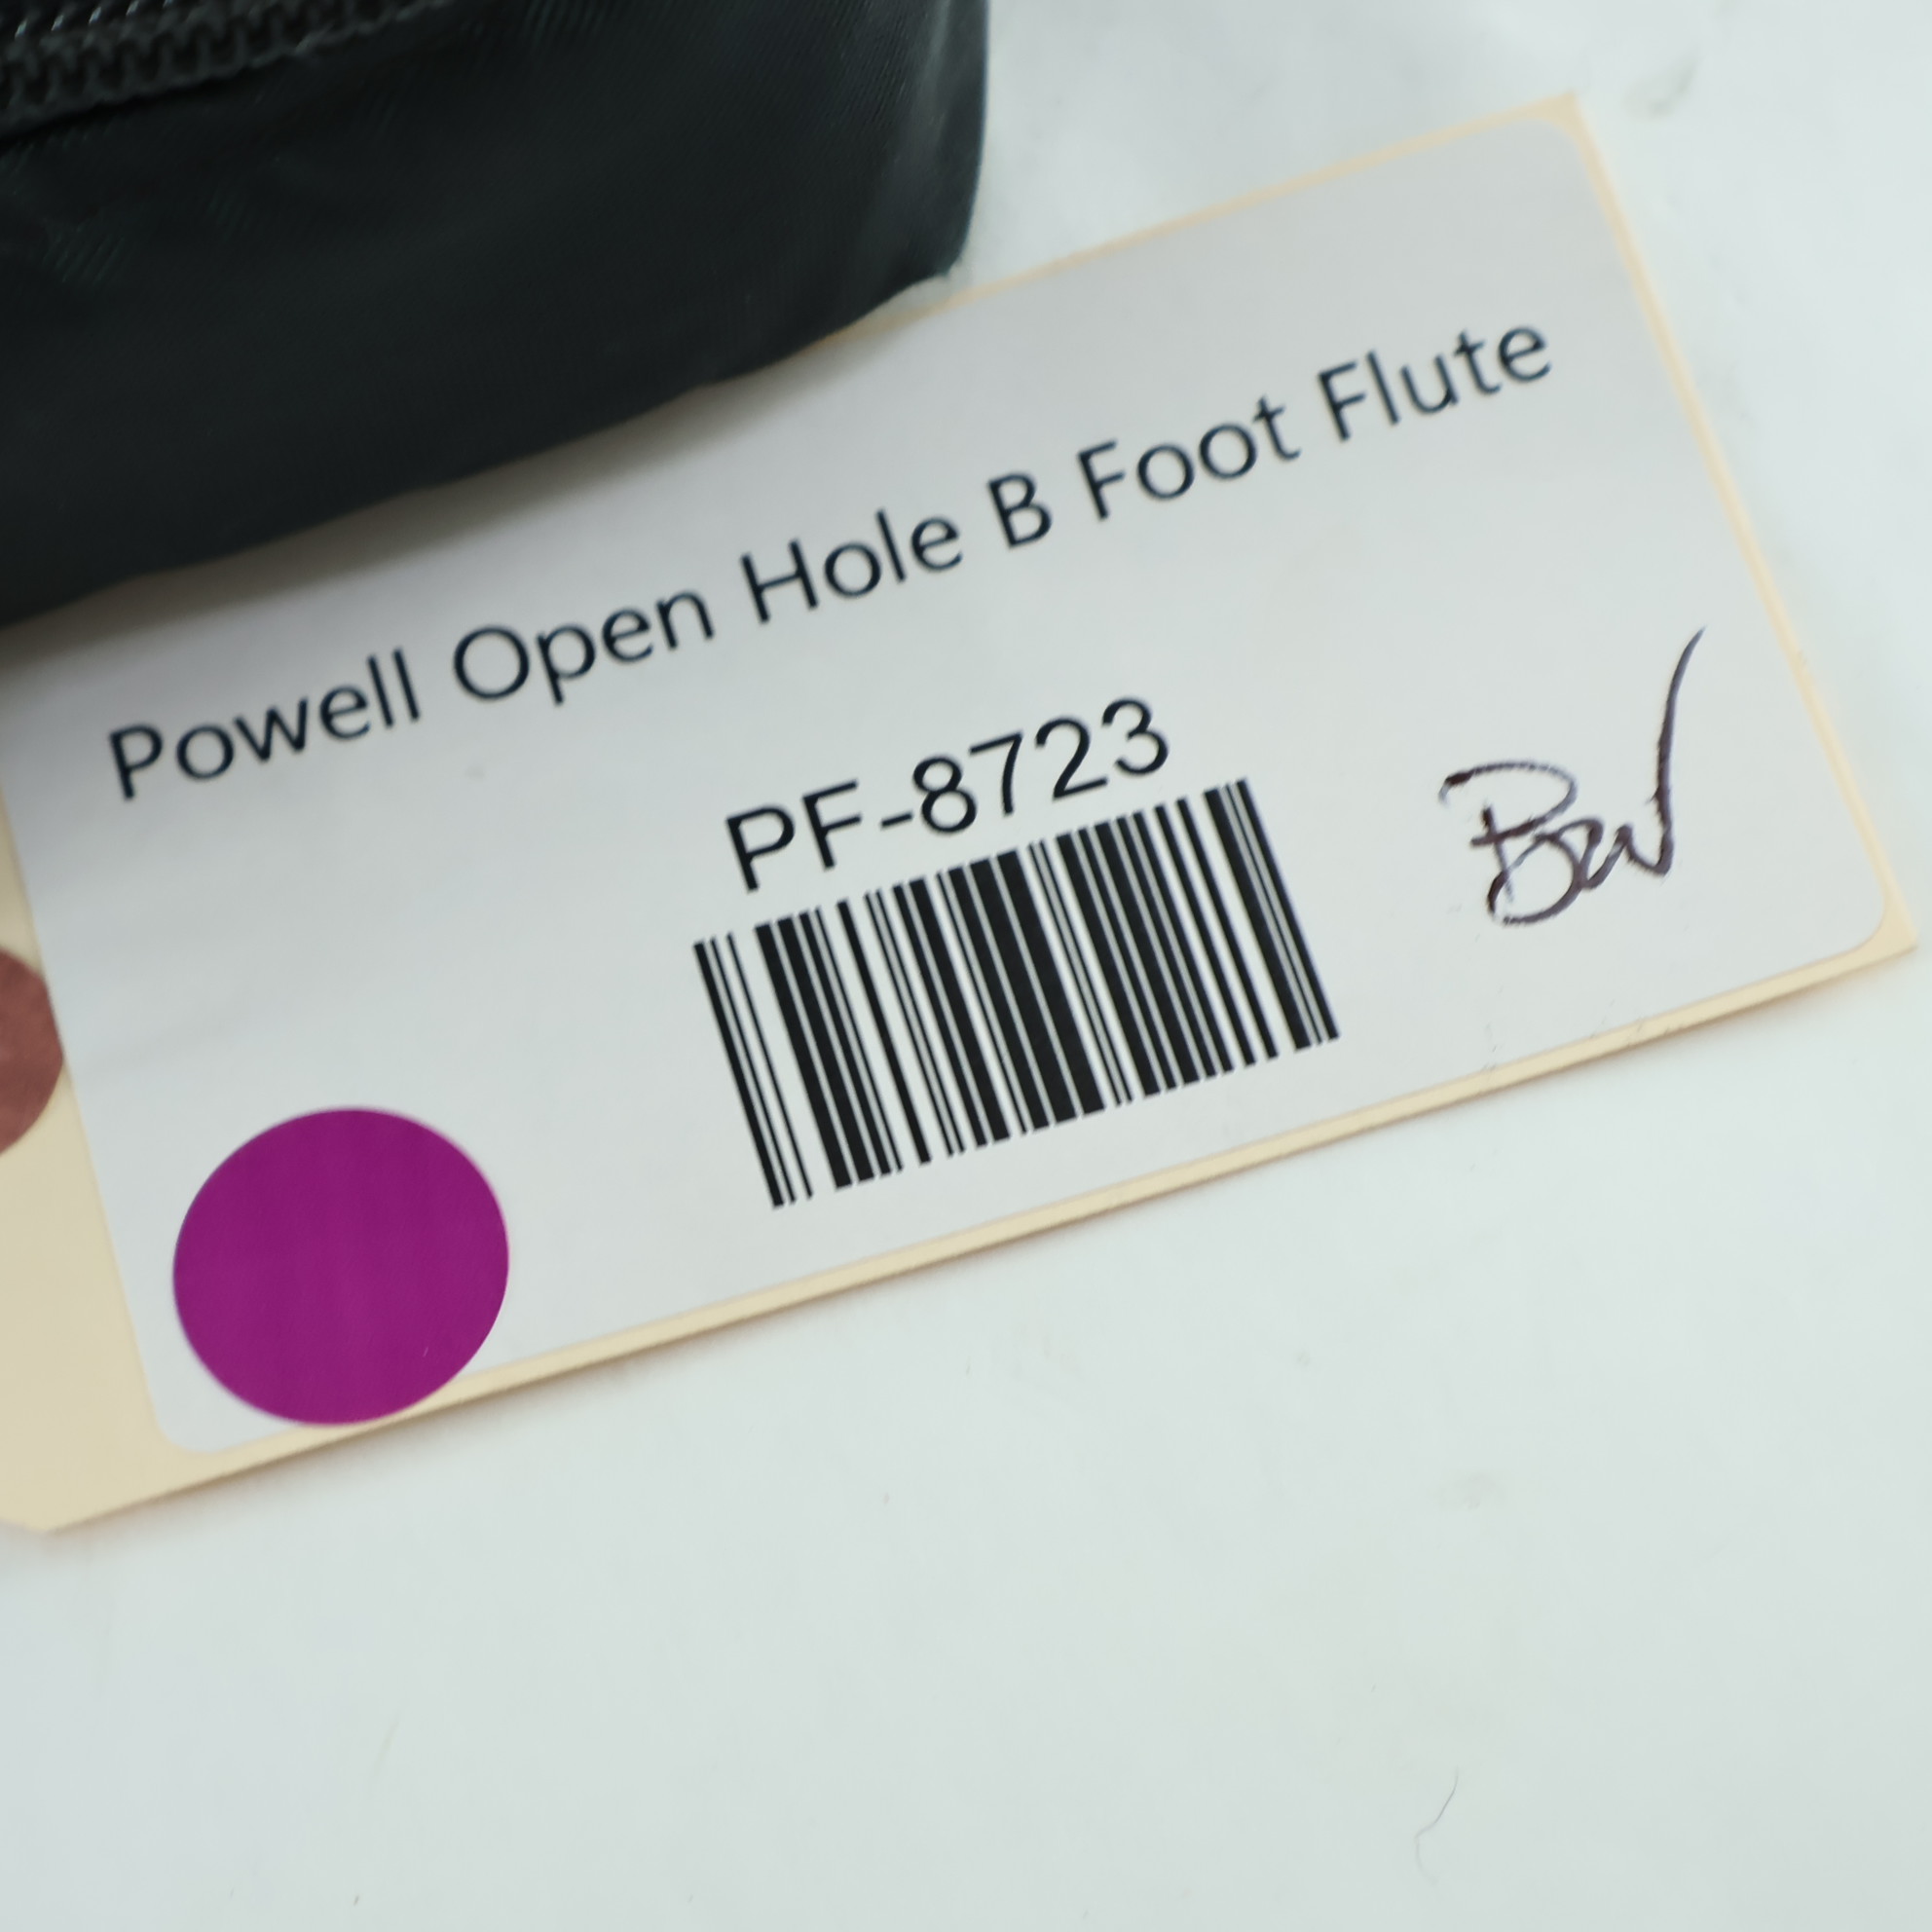 Powell Open Hole B Foot Flute
PF-8723